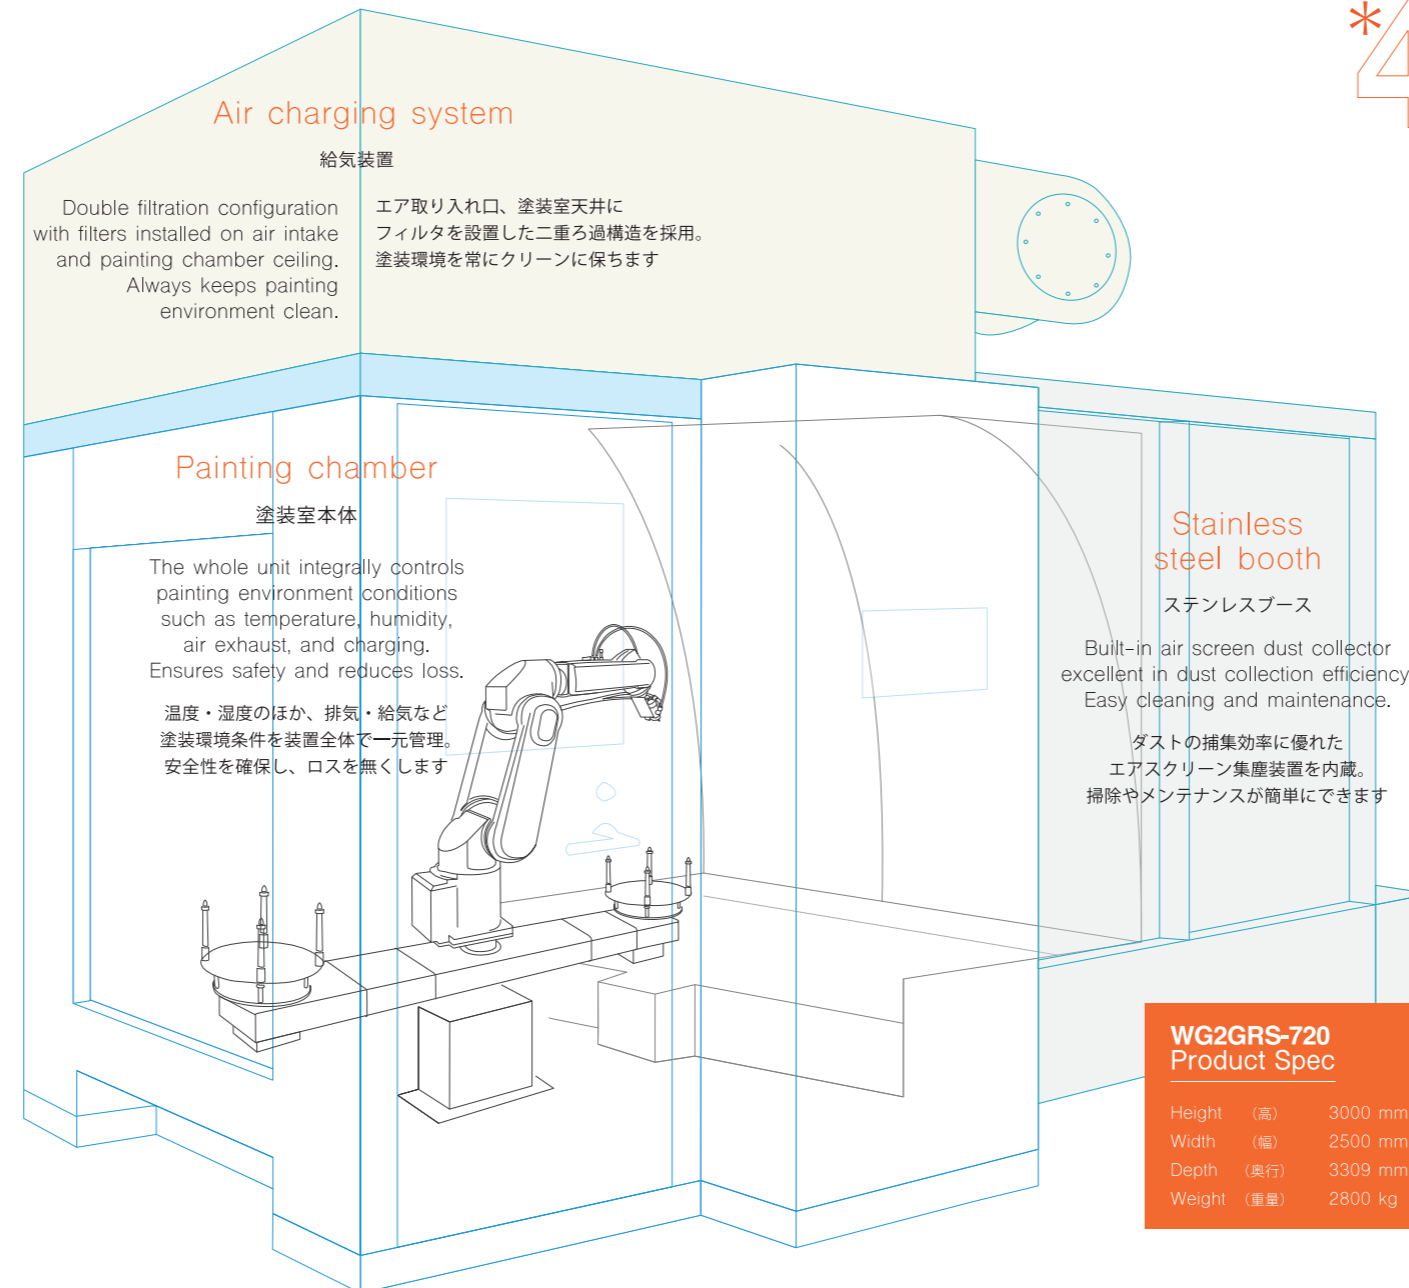 *4
Air charging system
給気装置
Double filtration configuration
with filters installed on air intake
and painting chamber ceiling.
Always keeps painting
environment clean.
エア取り入れ口、塗装室天井に
フィルタを設置した二重ろ過構造を採用。
塗装環境を常にクリーンに保ちます
Painting chamber
塗装室本体
The whole unit integrally controls
painting environment conditions
such as temperature, humidity,
air exhaust, and charging.
Ensures safety and reduces loss.
温度・湿度のほか、排気・給気など
塗装環境条件を装置全体で一元管理。
安全性を確保し、ロスを無くします
Stainless
steel booth
ステンレスブース
Built-in air screen dust collector
excellent in dust collection efficiency
Easy cleaning and maintenance.
ダストの捕集効率に優れた
エアスクリーン集塵装置を内蔵。
掃除やメンテナンスが簡単にできます
WG2GRS-720
Product Spec
Height （高） 3000 mm
Width （幅） 2500 mm
Depth （奥行） 3309 mm
Weight （重量） 2800 kg